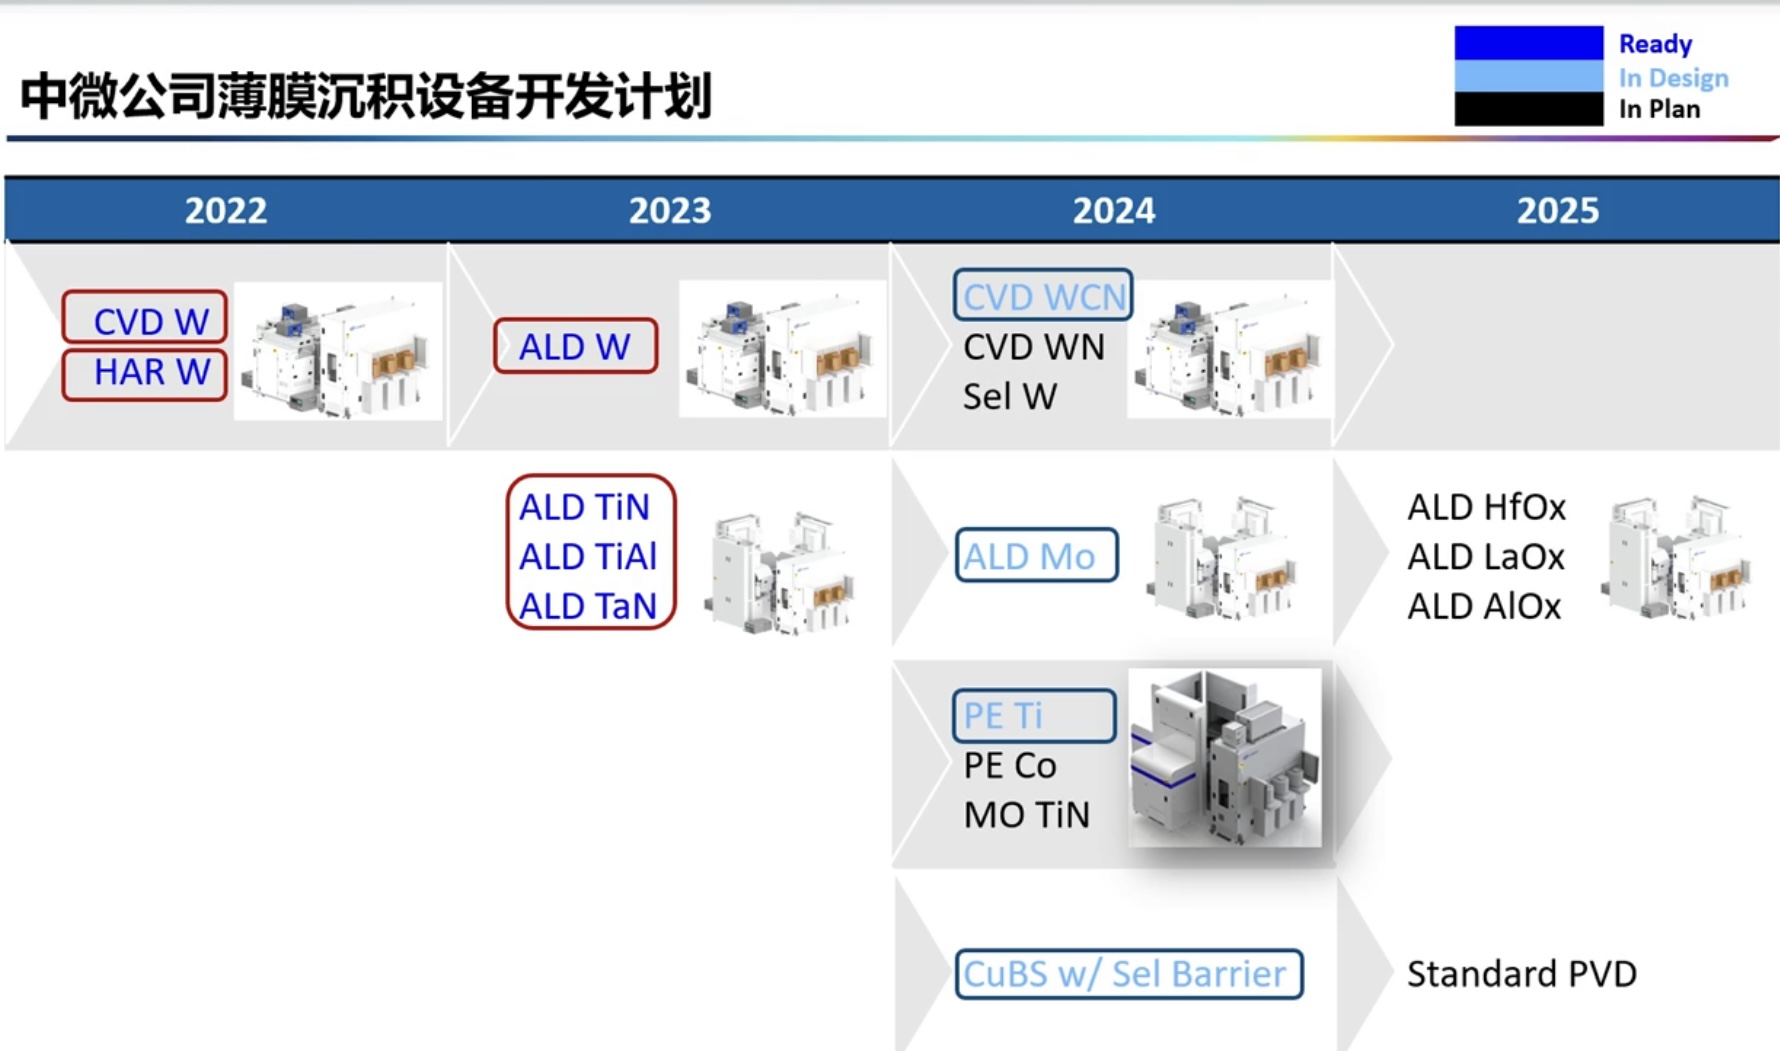 Ready
In Design
In Plan
中微公司薄膜沉积设备开发计划
2022 2023 2024 2025
CVD W
HAR W
ALD W
CVD WCN
CVD WN
Sel W
ALD TiN
ALD TiAl
ALD TaN
ALD Mo
ALD HfOx
ALD LaOx
ALD AlOx
PE Ti
PE Co
MO TiN
CuBS w/ Sel Barrier
Standard PVD